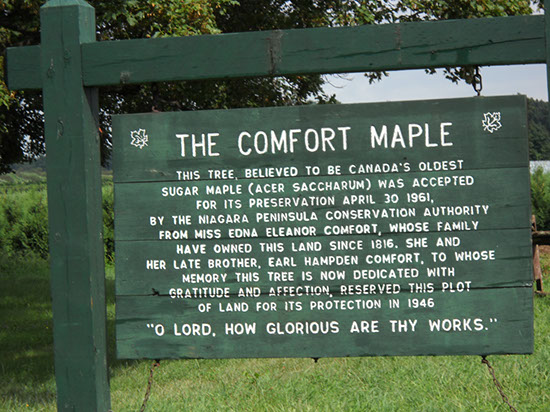 THE COMFORT MAPLE
THIS TREE, BELIEVED TO BE CANADA'S OLDEST
SUGAR MAPLE (ACER SACCHARUM) WAS ACCEPTED
FOR ITS PRESERVATION APRIL 30 1961,
BY THE NIAGARA PENINSULA CONSERVATION AUTHORITY
FROM MISS EDNA ELEANOR COMFORT, WHOSE FAMILY
HAVE OWNED THIS LAND SINCE 1816. SHE AND
HER LATE BROTHER, EARL HAMPDEN COMFORT, TO WHOSE
MEMORY THIS TREE IS NOW DEDICATED WITH
GRATITUDE AND AFFECTION, RESERVED THIS PLOT
OF LAND FOR ITS PROTECTION IN 1946
"O LORD, HOW GLORIOUS ARE THY WORKS."